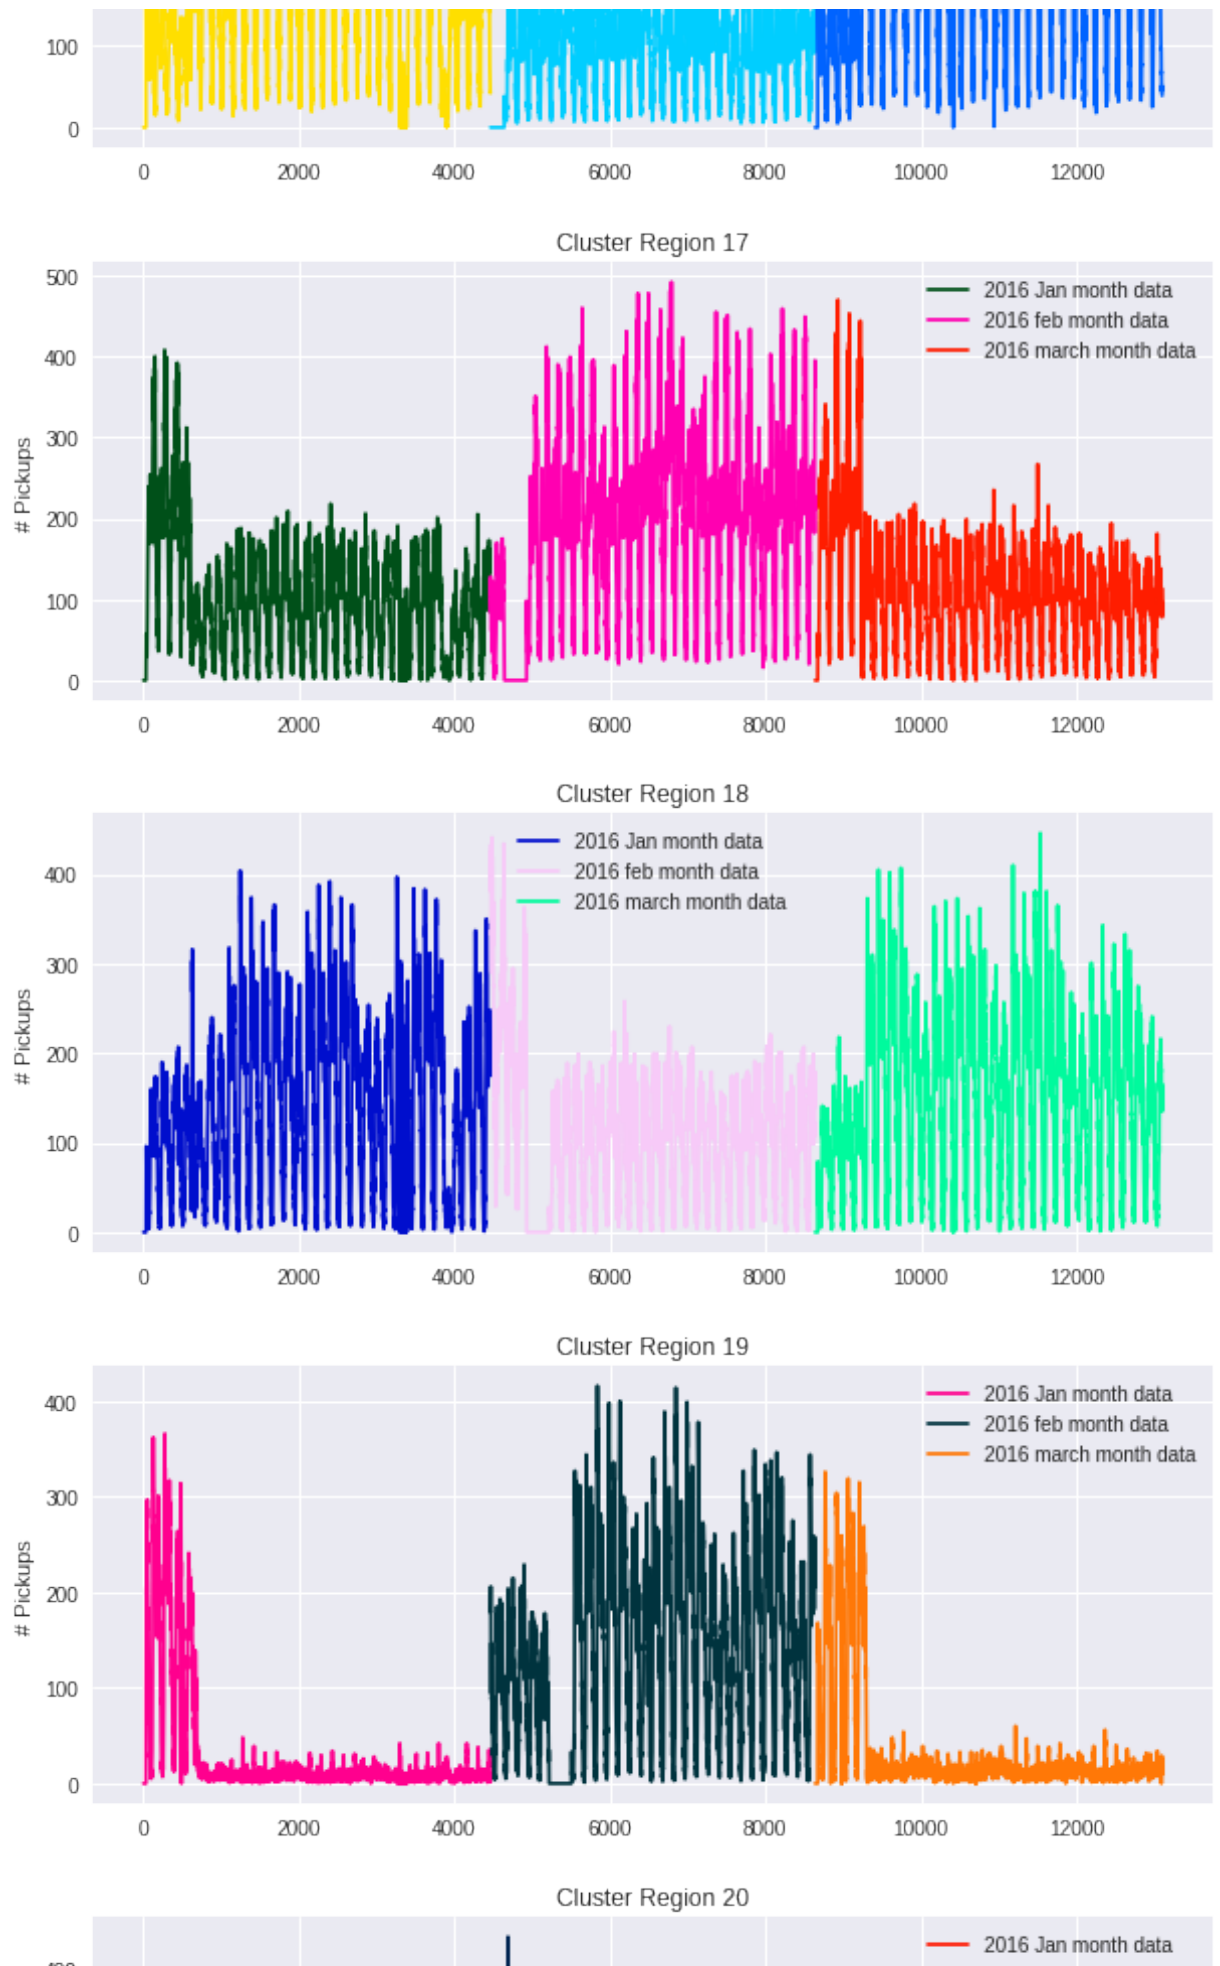 100
0
0 2000 4000 6000 8000 10000 12000
Cluster Region 17
500
400
300
200
100
0
# Pickups
2016 Jan month data
2016 feb month data
2016 march month data
0 2000 4000 6000 8000 10000 12000
Cluster Region 18
400
300
200
100
0
# Pickups
2016 Jan month data
2016 feb month data
2016 march month data
0 2000 4000 6000 8000 10000 12000
Cluster Region 19
400
300
200
100
0
# Pickups
2016 Jan month data
2016 feb month data
2016 march month data
0 2000 4000 6000 8000 10000 12000
Cluster Region 20
2016 Jan month data